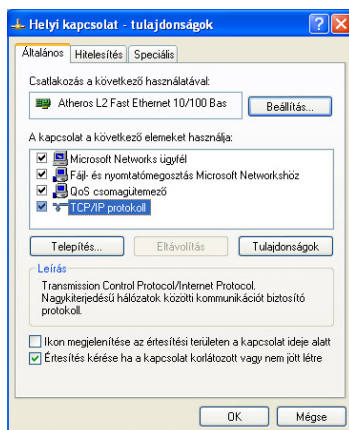 Helyi kapcsolat - tulajdonságok
Általános Hitelesítés Speciális
Csatlakozás a következő használatával:
Atheros L2 Fast Ethernet 10/100 Bas
Beállítás...
A kapcsolat a következő elemeket használja:
Microsoft Networks ügyfél
Fájl- és nyomtatómegosztás Microsoft Networkshöz
QoS csomagütemező
TCP/IP protokoll
Telepítés... Eltávolítás Tulajdonságok
Leírás
Transmission Control Protocol/Internet Protocol.
Nagykiterjedésű hálózatok közötti kommunikációt biztosító
protokoll.
Ikon megjelenítése az értesítési területen a kapcsolat ideje alatt
Értesítés kérése ha a kapcsolat korlátozott vagy nem jött létre
OK Mégse